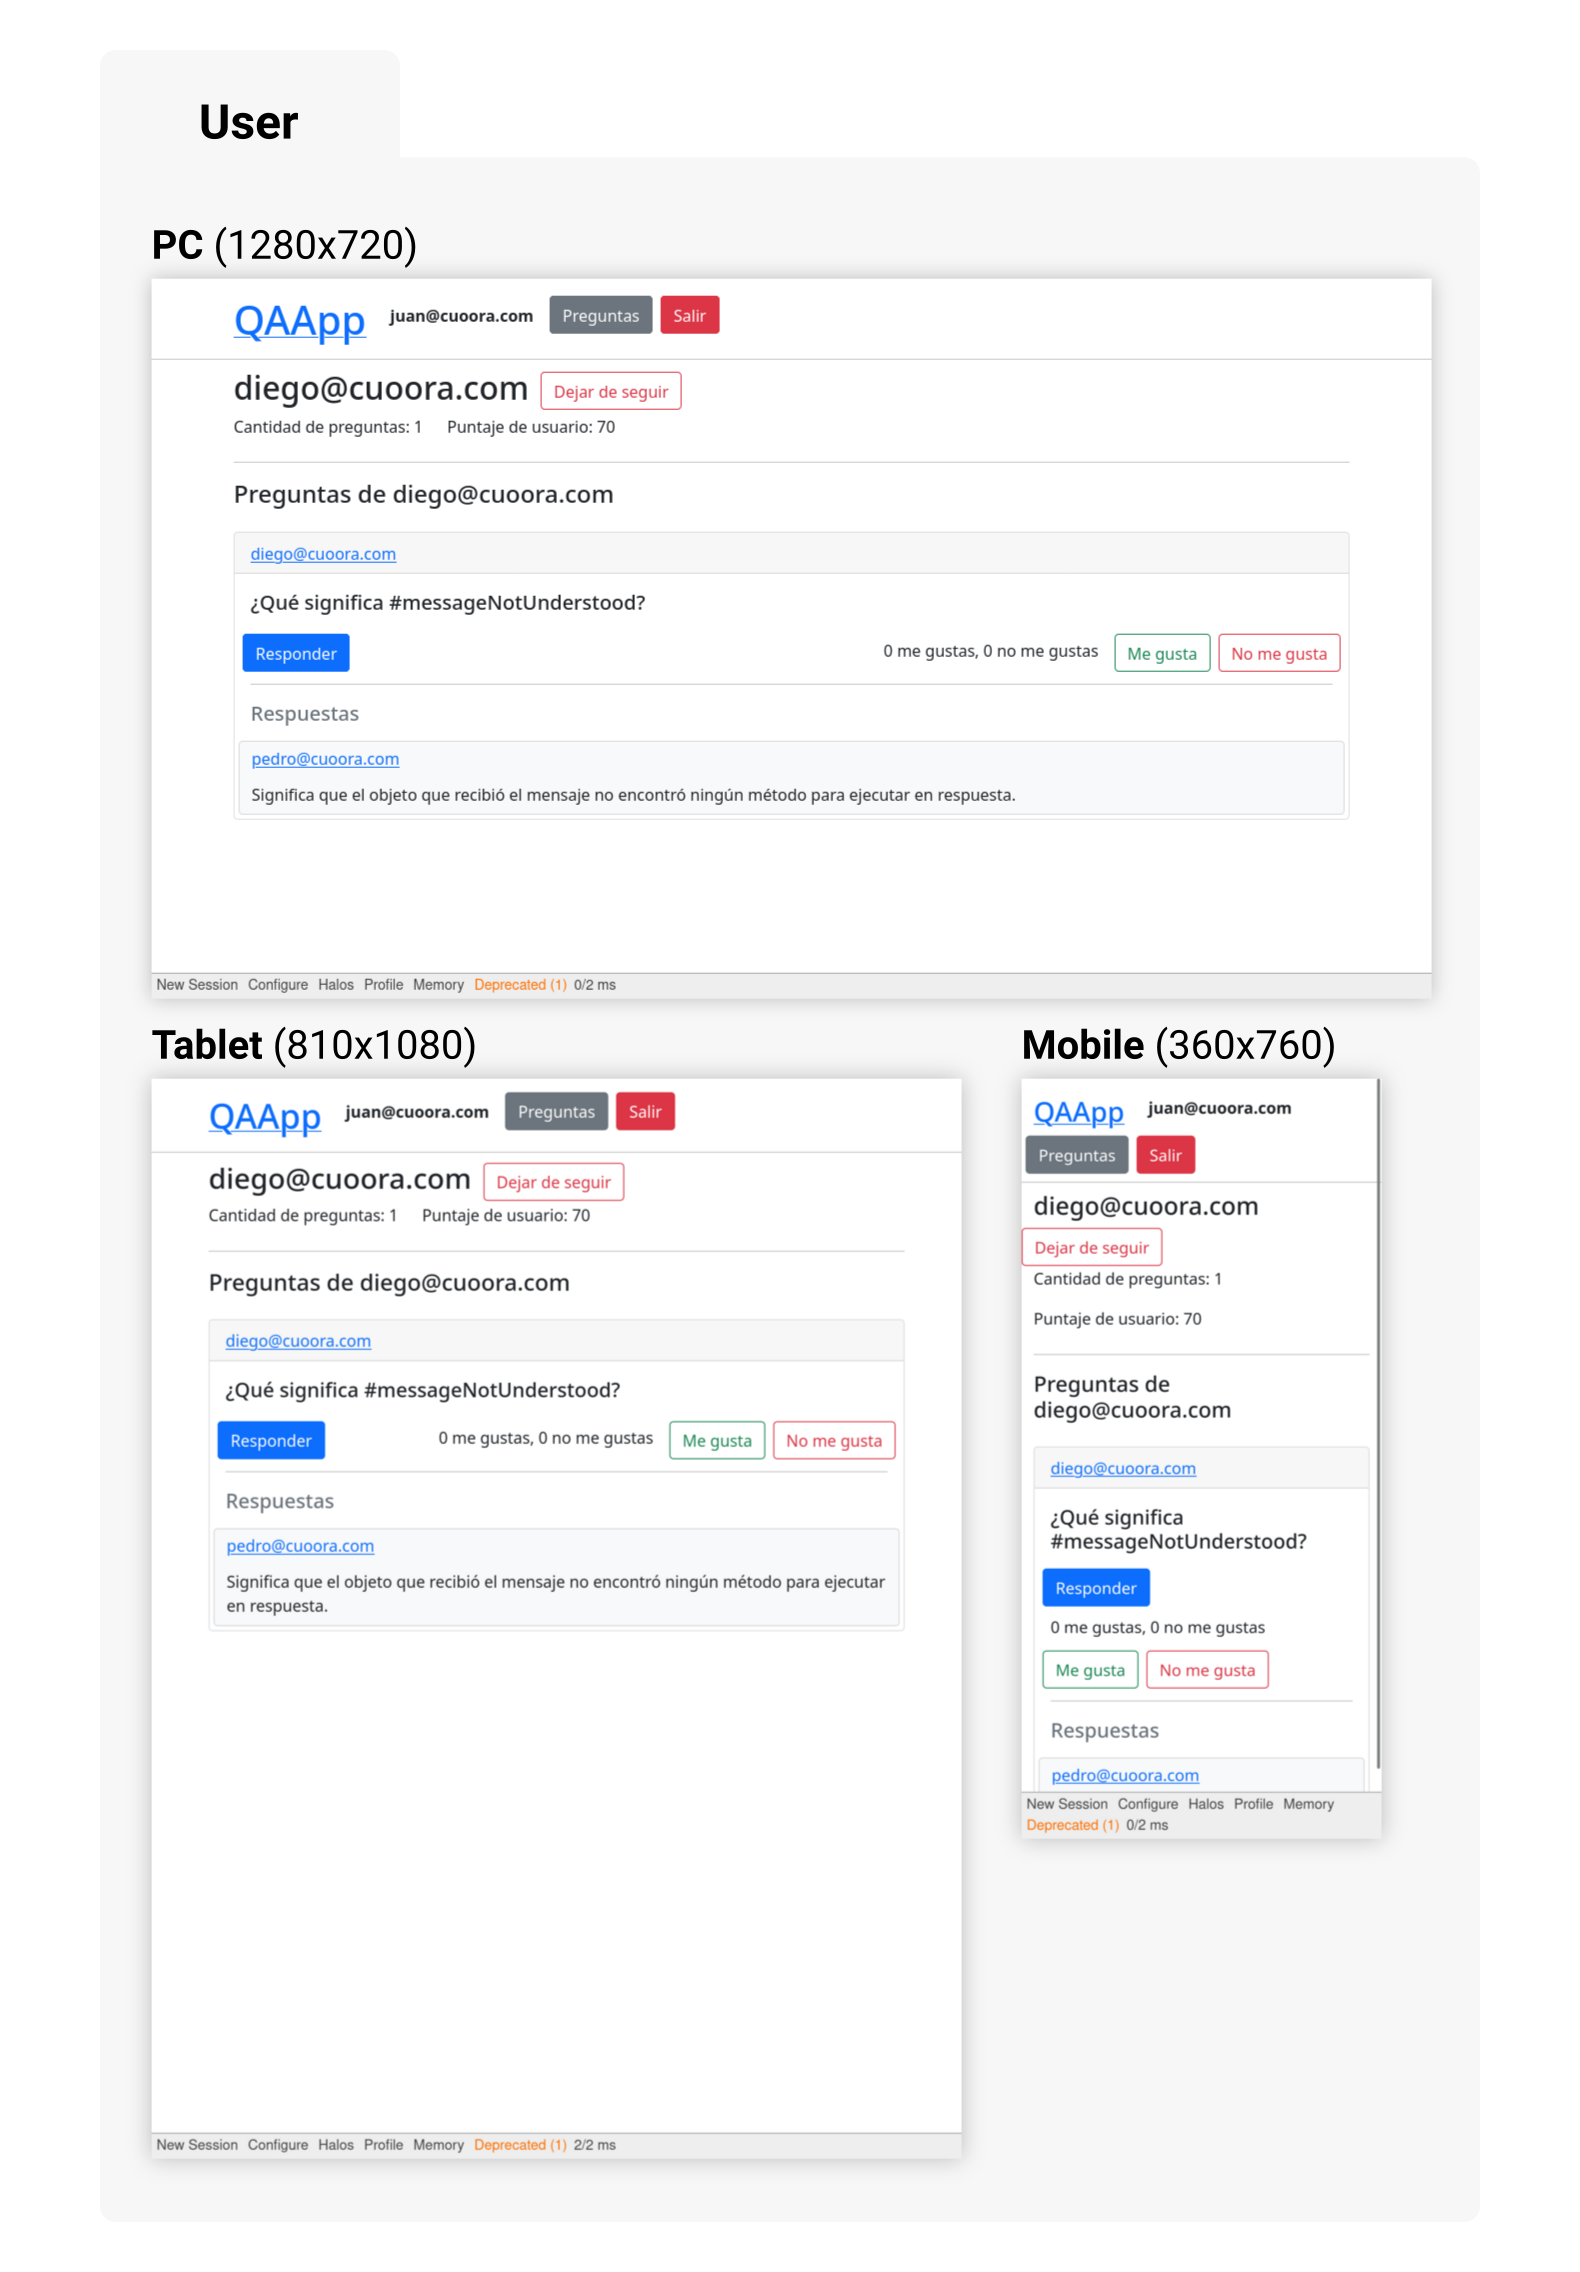 User
PC (1280x720)
QAApp juan@cuoora.com Preguntas Salir
diego@cuoora.com Dejar de seguir
Cantidad de preguntas: 1 Puntaje de usuario: 70
Preguntas de diego@cuoora.com
diego@cuoora.com
¿Qué significa #messageNotUnderstood?
Responder 0 me gustas, 0 no me gustas Me gusta No me gusta
Respuestas
pedro@cuoora.com
Significa que el objeto que recibió el mensaje no encontró ningún método para ejecutar en respuesta.
New Session Configure Halos Profile Memory Deprecated (1) 0/2 ms
Tablet (810x1080)
QAApp juan@cuoora.com Preguntas Salir
diego@cuoora.com Dejar de seguir
Cantidad de preguntas: 1 Puntaje de usuario: 70
Preguntas de diego@cuoora.com
diego@cuoora.com
¿Qué significa #messageNotUnderstood?
Responder 0 me gustas, 0 no me gustas Me gusta No me gusta
Respuestas
pedro@cuoora.com
Significa que el objeto que recibió el mensaje no encontró ningún método para ejecutar
en respuesta.
New Session Configure Halos Profile Memory Deprecated (1) 2/2 ms
Mobile (360x760)
QAApp juan@cuoora.com
Preguntas Salir
diego@cuoora.com
Dejar de seguir
Cantidad de preguntas: 1
Puntaje de usuario: 70
Preguntas de
diego@cuoora.com
diego@cuoora.com
¿Qué significa
#messageNotUnderstood?
Responder
0 me gustas, 0 no me gustas
Me gusta No me gusta
Respuestas
pedro@cuoora.com
New Session Configure Halos Profile Memory
Deprecated (1) 0/2 ms